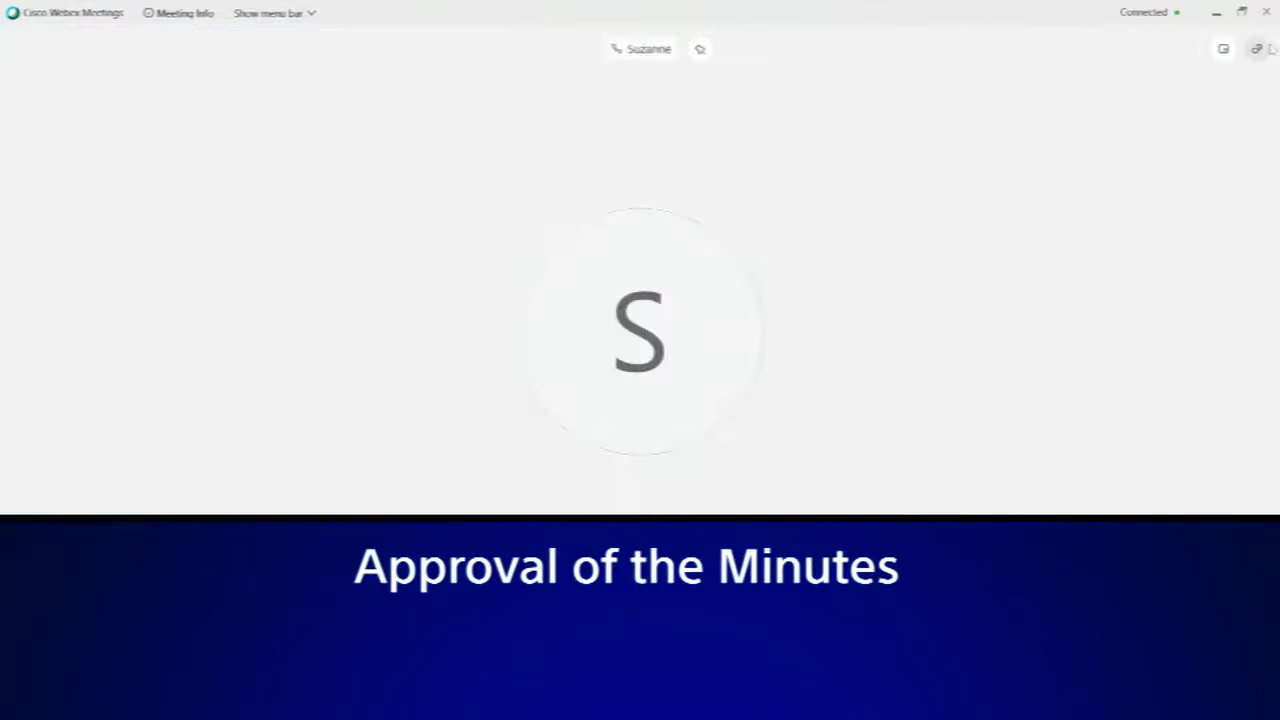 Cisco Webex Meetings Meeting Info Show menu bar Connected
Suzanne
S
Approval of the Minutes